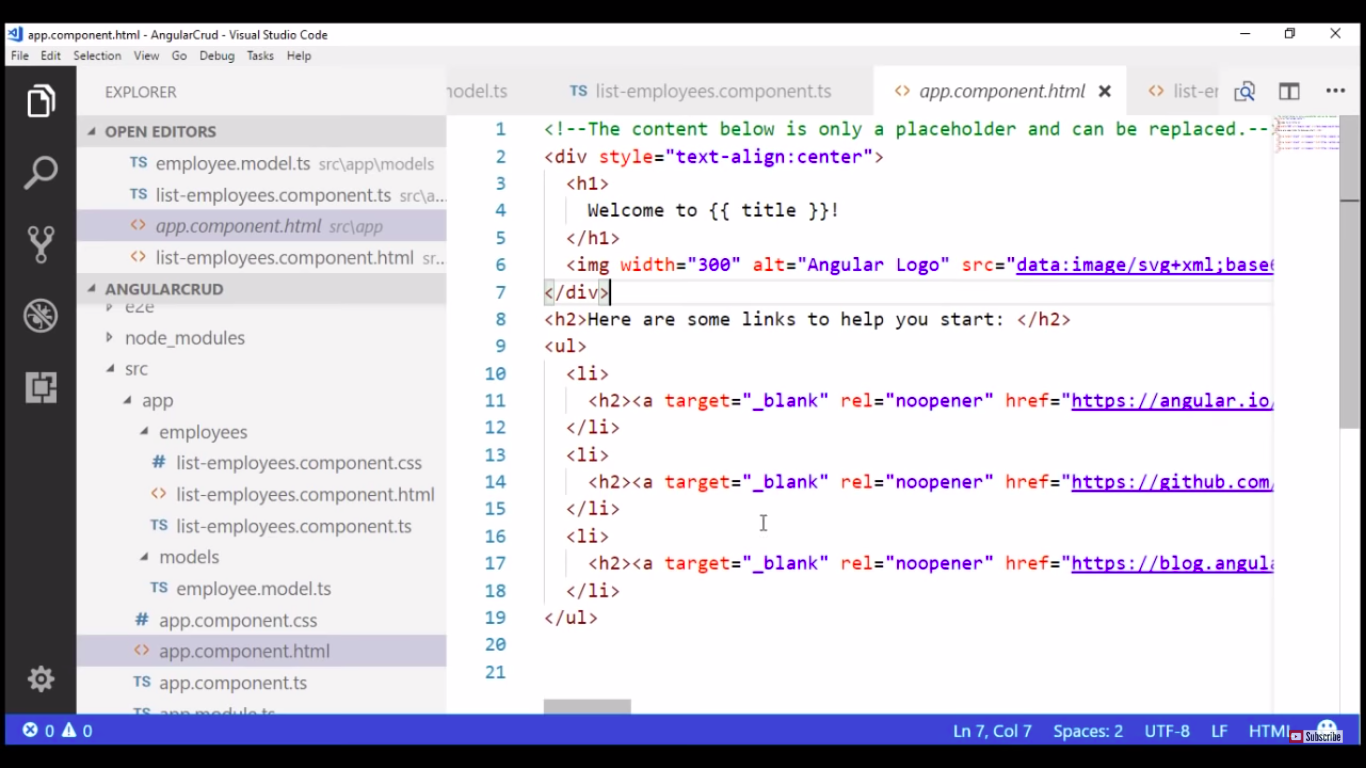 app.component.html - AngularCrud - Visual Studio Code
File Edit Selection View Go Debug Tasks Help
EXPLORER
OPEN EDITORS
TS employee.model.ts src\app\models
TS list-employees.component.ts src\a...
<> app.component.html src\app
<> list-employees.component.html sr...
ANGULARCRUD
e2e
node_modules
src
app
employees
# list-employees.component.css
<> list-employees.component.html
TS list-employees.component.ts
models
TS employee.model.ts
# app.component.css
<> app.component.html
TS app.component.ts
TS app.module.ts
nodel.ts TS list-employees.component.ts <> app.component.html <> list-er
1 <!--The content below is only a placeholder and can be replaced.-->
2 <div style="text-align:center">
3 <h1>
4 Welcome to {{ title }}!
5 </h1>
6 <img width="300" alt="Angular Logo" src="data:image/svg+xml;base6
7 </div>
8 <h2>Here are some links to help you start: </h2>
9 <ul>
10 <li>
11 <h2><a target="_blank" rel="noopener" href="https://angular.io/
12 </li>
13 <li>
14 <h2><a target="_blank" rel="noopener" href="https://github.com/
15 </li>
16 <li>
17 <h2><a target="_blank" rel="noopener" href="https://blog.angula
18 </li>
19 </ul>
20
21
0 0 Ln 7, Col 7 Spaces: 2 UTF-8 LF HTML
Subscribe